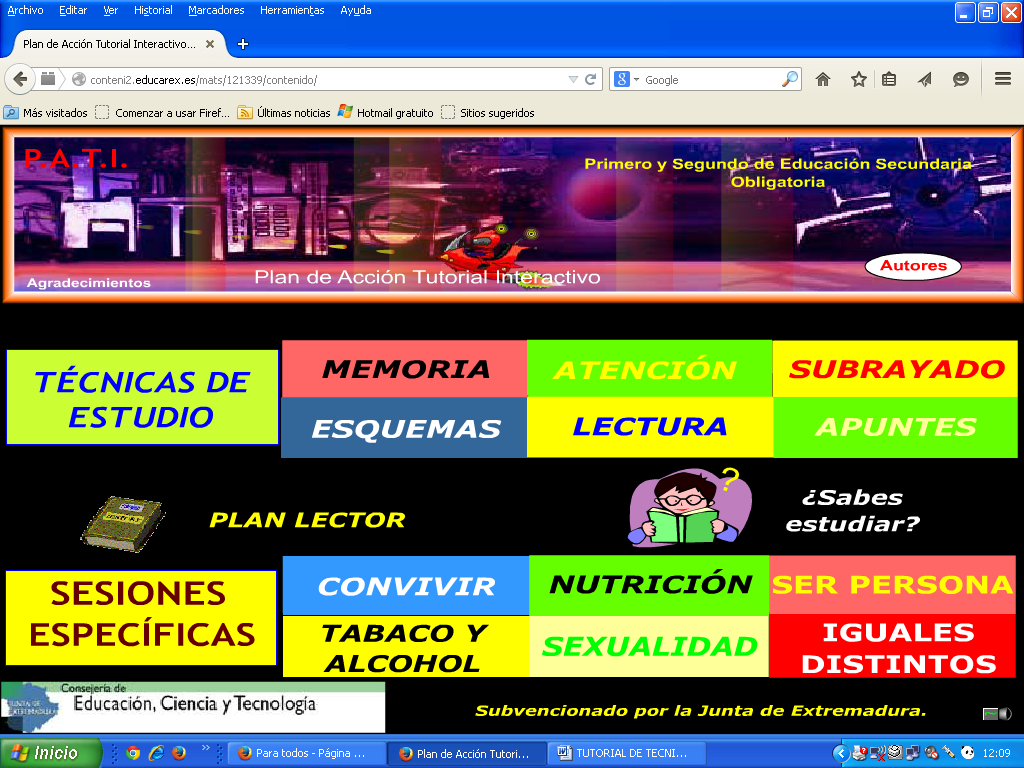 Archivo Editar Ver Historial Marcadores Herramientas Ayuda
Plan de Acción Tutorial Interactivo...
conteni2.educarex.es/mats/121339/contenido/
Google
Más visitados Comenzar a usar Firef... Últimas noticias Hotmail gratuito Sitios sugeridos
P.A.T.I.
Primero y Segundo de Educación Secundaria
Obligatoria
Autores
Agradecimientos
Plan de Acción Tutorial Interactivo
TÉCNICAS DE
ESTUDIO
MEMORIA
ATENCIÓN
SUBRAYADO
ESQUEMAS
LECTURA
APUNTES
PLAN LECTOR
?
¿Sabes
estudiar?
SESIONES
ESPECÍFICAS
CONVIVIR
NUTRICIÓN
SER PERSONA
TABACO Y
ALCOHOL
SEXUALIDAD
IGUALES
DISTINTOS
JUNTA DE
EXTREMADURA
Consejería de
Educación, Ciencia y Tecnología
Subvencionado por la Junta de Extremadura.
Inicio
Para todos - Página ...
Plan de Acción Tutori...
TUTORIAL DE TECNI...
12:09